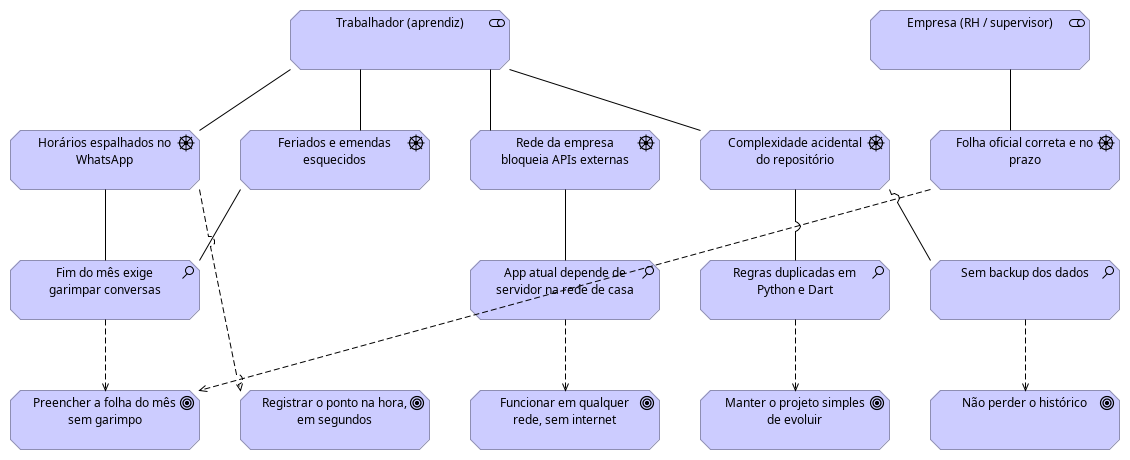 Trabalhador (aprendiz)
Empresa (RH / supervisor)
Horários espalhados no
WhatsApp
Feriados e emendas
esquecidos
Rede da empresa
bloqueia APIs externas
Complexidade acidental
do repositório
Folha oficial correta e no
prazo
Fim do mês exige
garimpar conversas
App atual depende de
servidor na rede de casa
Regras duplicadas em
Python e Dart
Sem backup dos dados
Preencher a folha do mês
sem garimpo
Registrar o ponto na hora,
em segundos
Funcionar em qualquer
rede, sem internet
Manter o projeto simples
de evoluir
Não perder o histórico